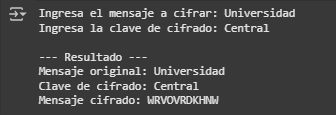 Ingresa el mensaje a cifrar: Universidad
Ingresa la clave de cifrado: Central

--- Resultado ---
Mensaje original: Universidad
Clave de cifrado: Central
Mensaje cifrado: WRVOVRDKHNW